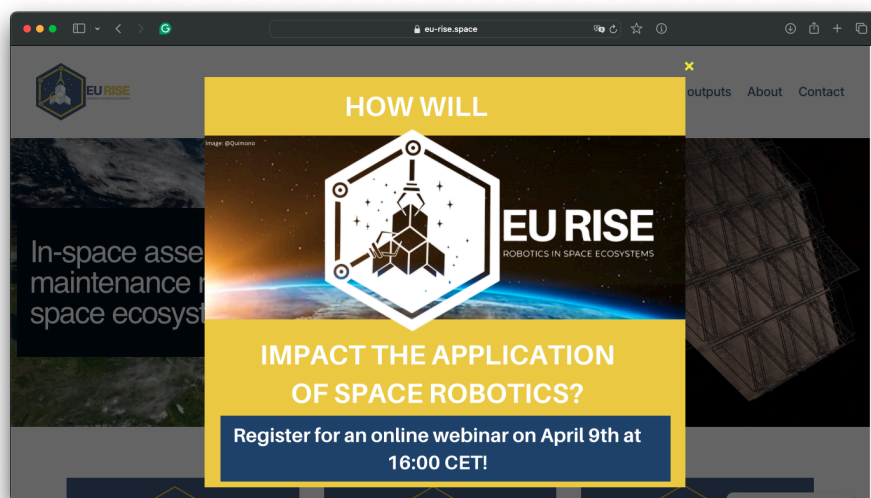 eu-rise.space
EU RISE
outputs About Contact
HOW WILL
Image: @Quimono
EU RISE
ROBOTICS IN SPACE ECOSYSTEMS
In-space
maintenance
space
IMPACT THE APPLICATION
OF SPACE ROBOTICS?
Register for an online webinar on April 9th at
16:00 CET!